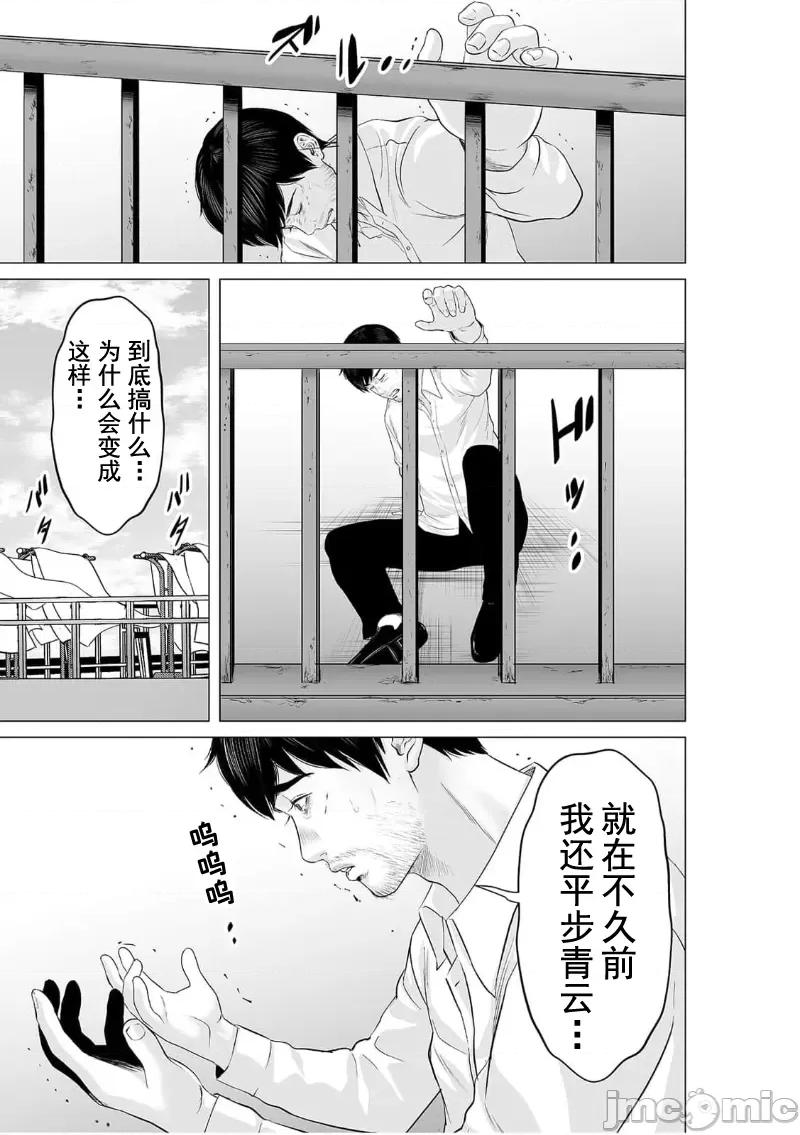 ズル…
ドッ…
到底搞什么…
为什么会变成
这样…
バタ
バタ
就在不久前
我还平步青云…
呜呜呜…
jmcomic